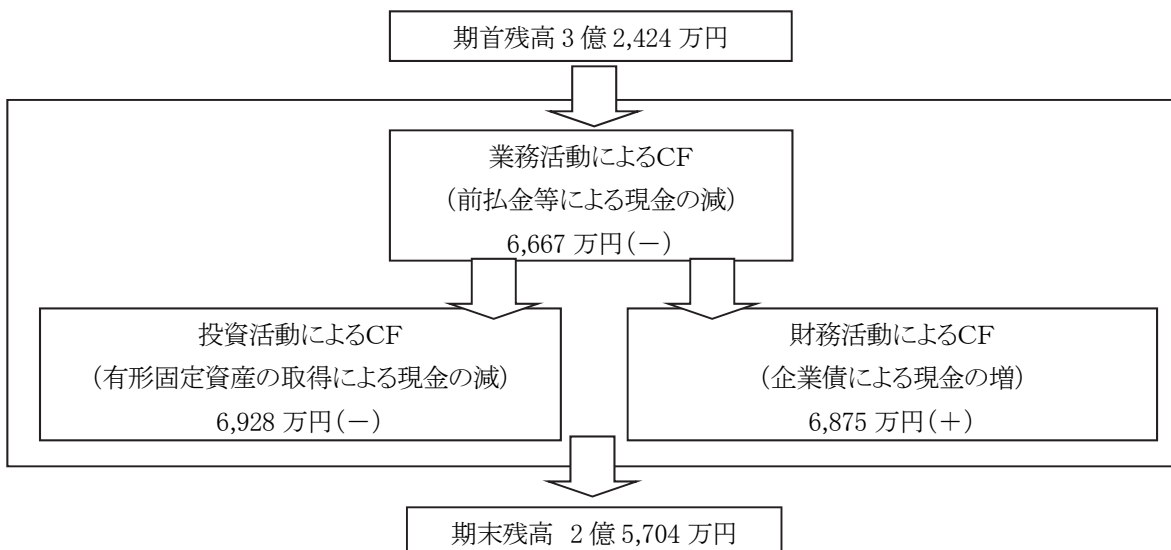 期首残高 3 億 2,424 万円
業務活動によるCF
(前払金等による現金の減)
6,667 万円(－)
投資活動によるCF
(有形固定資産の取得による現金の減)
6,928 万円(－)
財務活動によるCF
(企業債による現金の増)
6,875 万円(＋)
期末残高 2 億 5,704 万円